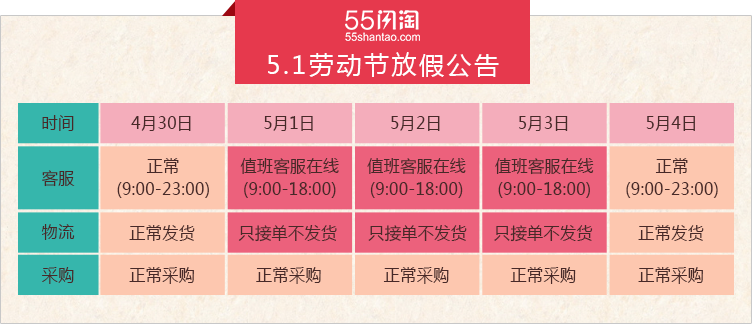 55闪淘
55shantao.com
5.1劳动节放假公告
时间 4月30日 5月1日 5月2日 5月3日 5月4日
客服 正常 值班客服在线 值班客服在线 值班客服在线 正常
(9:00-23:00) (9:00-18:00) (9:00-18:00) (9:00-18:00) (9:00-23:00)
物流 正常发货 只接单不发货 只接单不发货 只接单不发货 正常发货
采购 正常采购 正常采购 正常采购 正常采购 正常采购